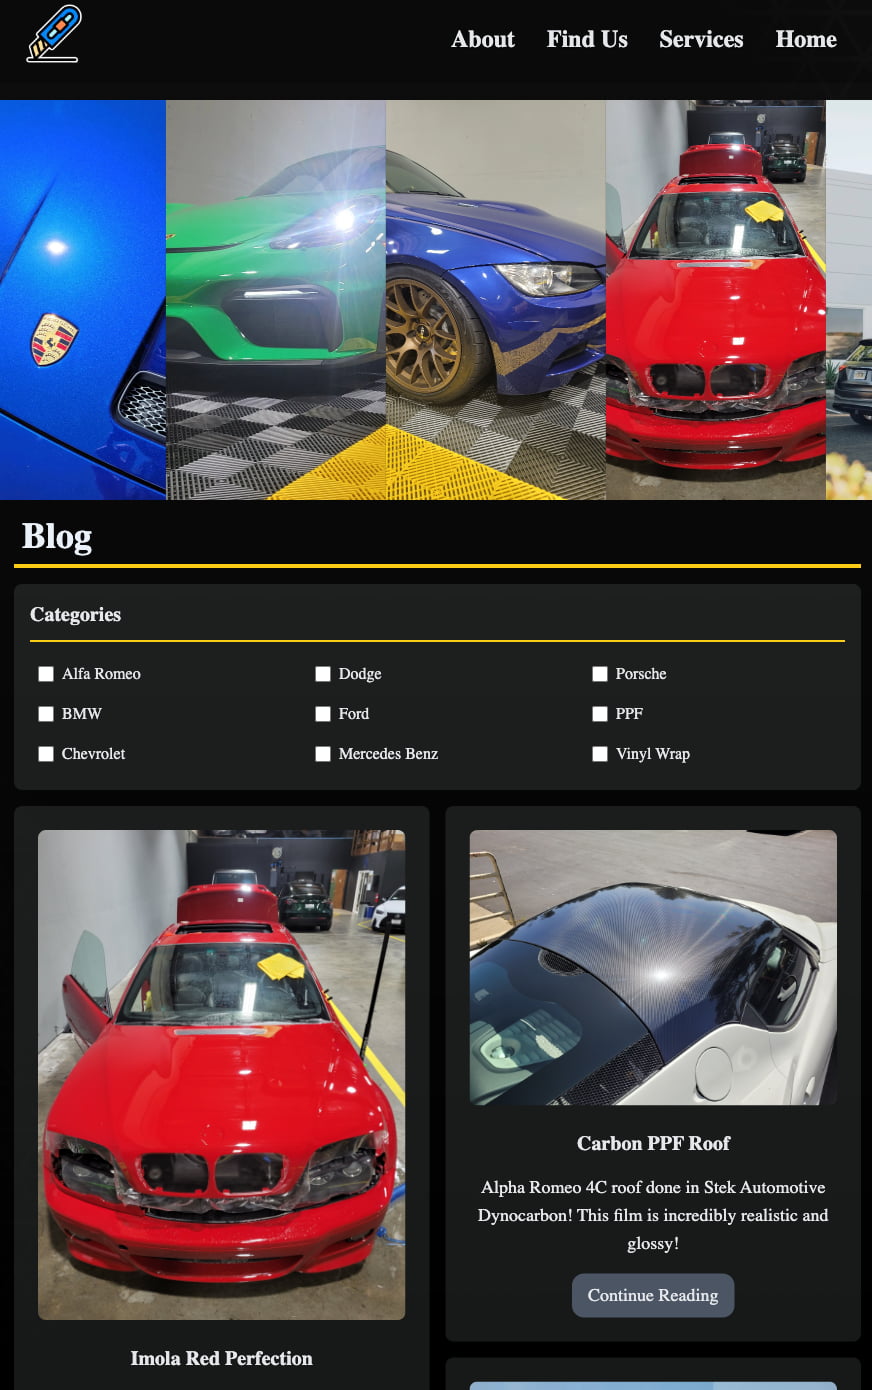 About
Find Us
Services
Home
Blog
Categories
Alfa Romeo
Dodge
Porsche
BMW
Ford
PPF
Chevrolet
Mercedes Benz
Vinyl Wrap
Carbon PPF Roof
Alpha Romeo 4C roof done in Stek Automotive
Dynocarbon! This film is incredibly realistic and
glossy!
Continue Reading
Imola Red Perfection